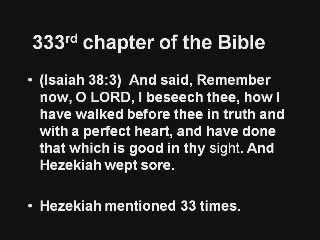 333rd chapter of the Bible
• (Isaiah 38:3)  And said, Remember
now, O LORD, I beseech thee, how I
have walked before thee in truth and
with a perfect heart, and have done
that which is good in thy sight. And
Hezekiah wept sore.
• Hezekiah mentioned 33 times.